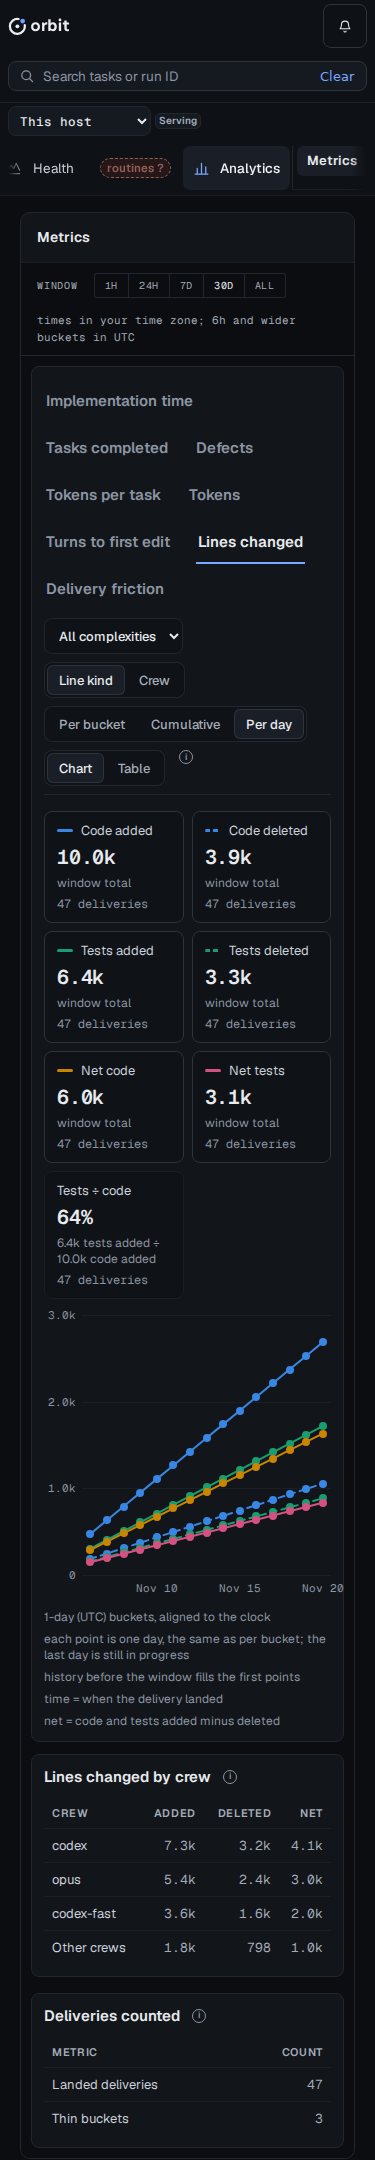 orbit
Search tasks or run ID Clear
This host Serving
Health routines ? Analytics Metrics
Metrics
WINDOW 1H 24H 7D 30D ALL
times in your time zone; 6h and wider
buckets in UTC
Implementation time
Tasks completed Defects
Tokens per task Tokens
Turns to first edit Lines changed
Delivery friction
All complexities
Line kind Crew
Per bucket Cumulative Per day
Chart Table
Code added Code deleted
10.0k 3.9k
window total window total
47 deliveries 47 deliveries
Tests added Tests deleted
6.4k 3.3k
window total window total
47 deliveries 47 deliveries
Net code Net tests
6.0k 3.1k
window total window total
47 deliveries 47 deliveries
Tests ÷ code
64%
6.4k tests added ÷
10.0k code added
47 deliveries
3.0k
2.0k
1.0k
0
Nov 10 Nov 15 Nov 20
1-day (UTC) buckets, aligned to the clock
each point is one day, the same as per bucket; the
last day is still in progress
history before the window fills the first points
time = when the delivery landed
net = code and tests added minus deleted
Lines changed by crew
CREW ADDED DELETED NET
codex 7.3k 3.2k 4.1k
opus 5.4k 2.4k 3.0k
codex-fast 3.6k 1.6k 2.0k
Other crews 1.8k 798 1.0k
Deliveries counted
METRIC COUNT
Landed deliveries 47
Thin buckets 3